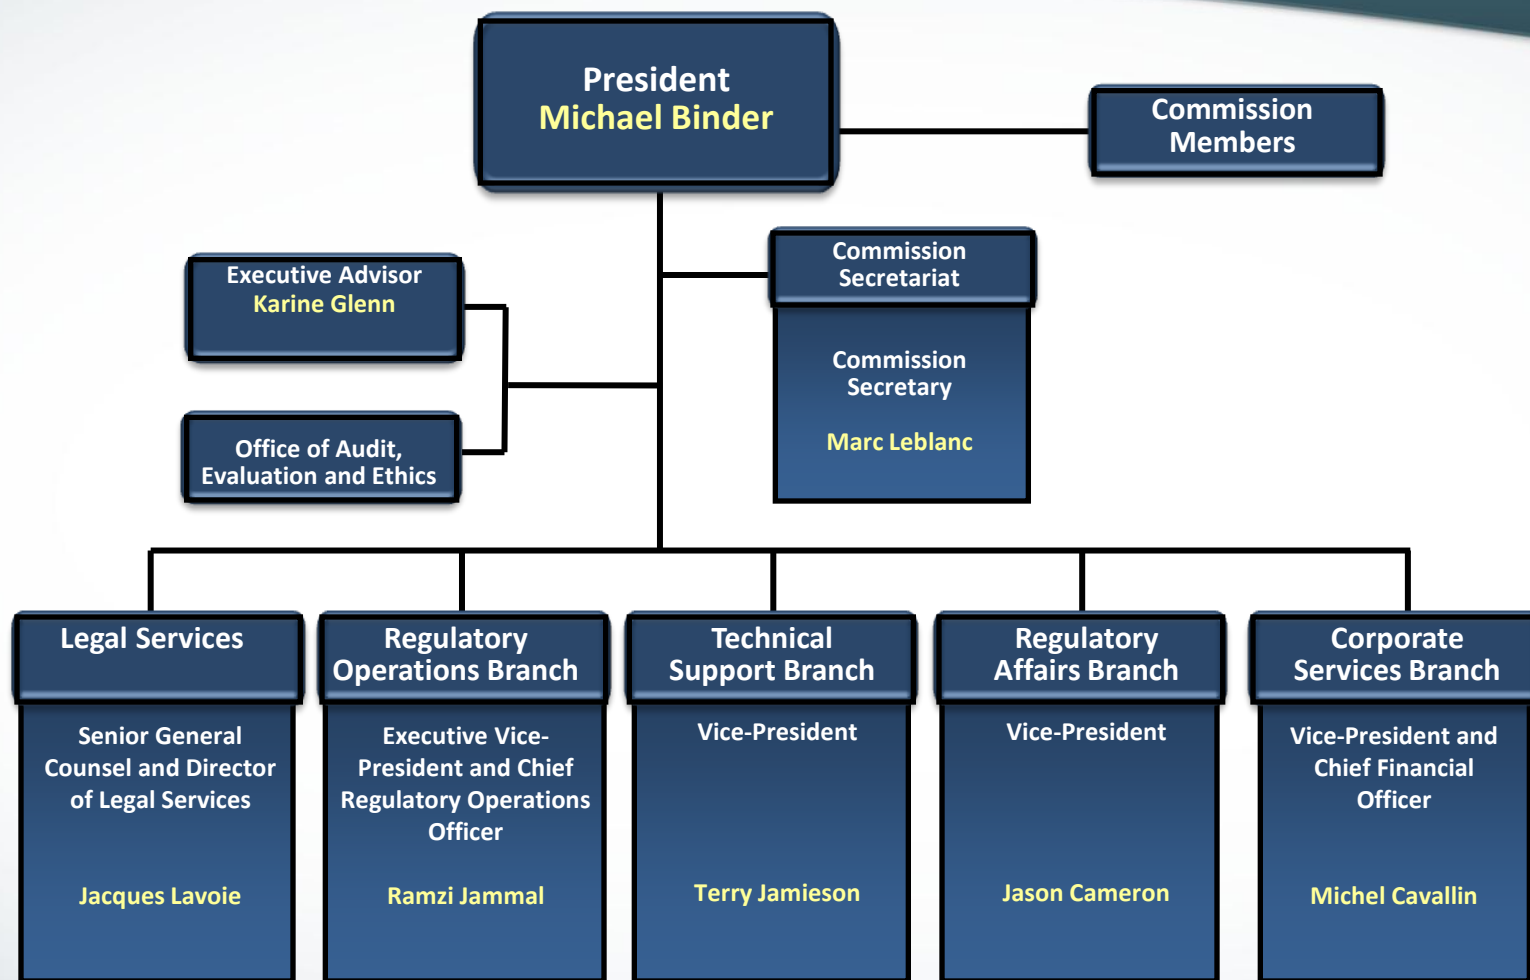 President
Michael Binder
Commission
Members
Commission
Secretariat
Commission
Secretary
Marc Leblanc
Executive Advisor
Karine Glenn
Office of Audit,
Evaluation and Ethics
Legal Services
Senior General
Counsel and Director
of Legal Services
Jacques Lavoie
Regulatory
Operations Branch
Executive Vice-
President and Chief
Regulatory Operations
Officer
Ramzi Jammal
Technical
Support Branch
Vice-President
Terry Jamieson
Regulatory
Affairs Branch
Vice-President
Jason Cameron
Corporate
Services Branch
Vice-President and
Chief Financial
Officer
Michel Cavallin